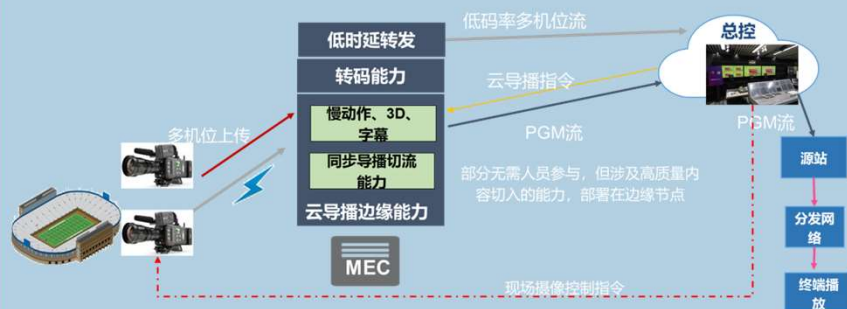 低时延转发
低码率多机位流
总控
转码能力
云导播指令
慢动作、3D、
字幕
多机位上传
PGM流
PGM流
同步导播切流
能力
部分无需人员参与，但涉及高质量内
容切入的能力，部署在边缘节点
源站
云导播边缘能力
分发网
络
MEC
现场摄像控制指令
终端播
放